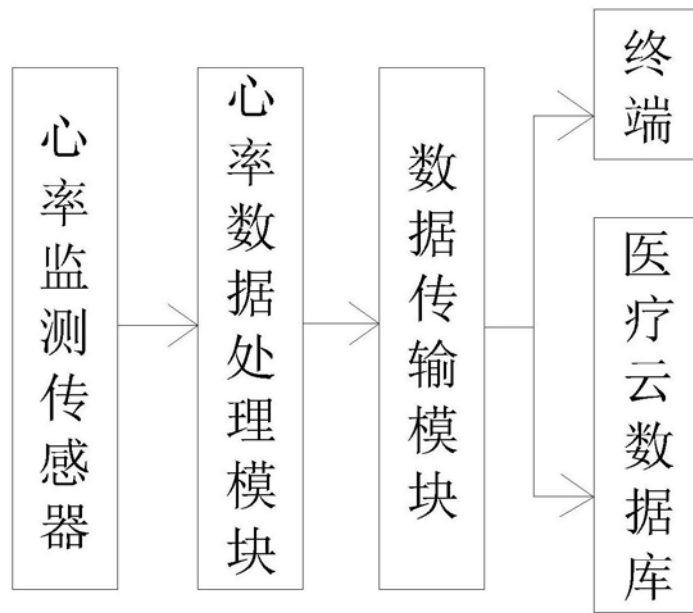 心率监测传感器
心率数据处理模块
数据传输模块
终端
医疗云数据库